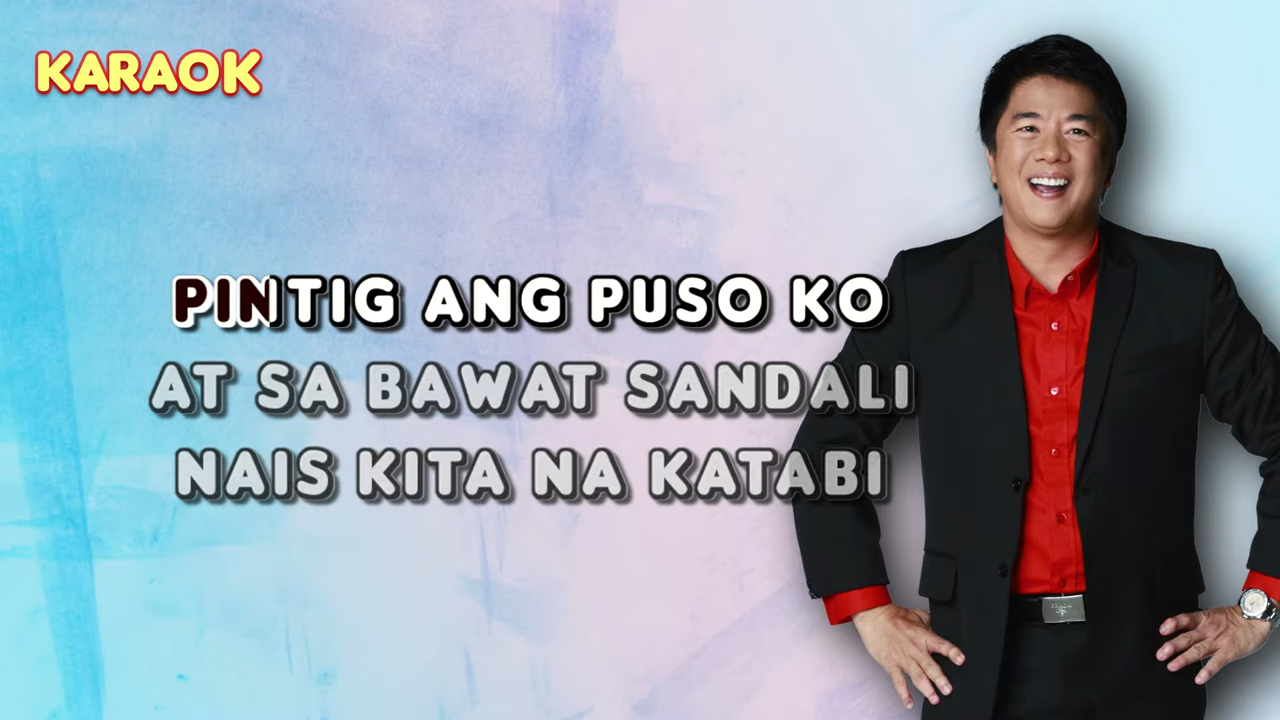 KARAOK
PINTIG ANG PUSO KO
AT SA BAWAT SANDALI
NAIS KITA NA KATABI